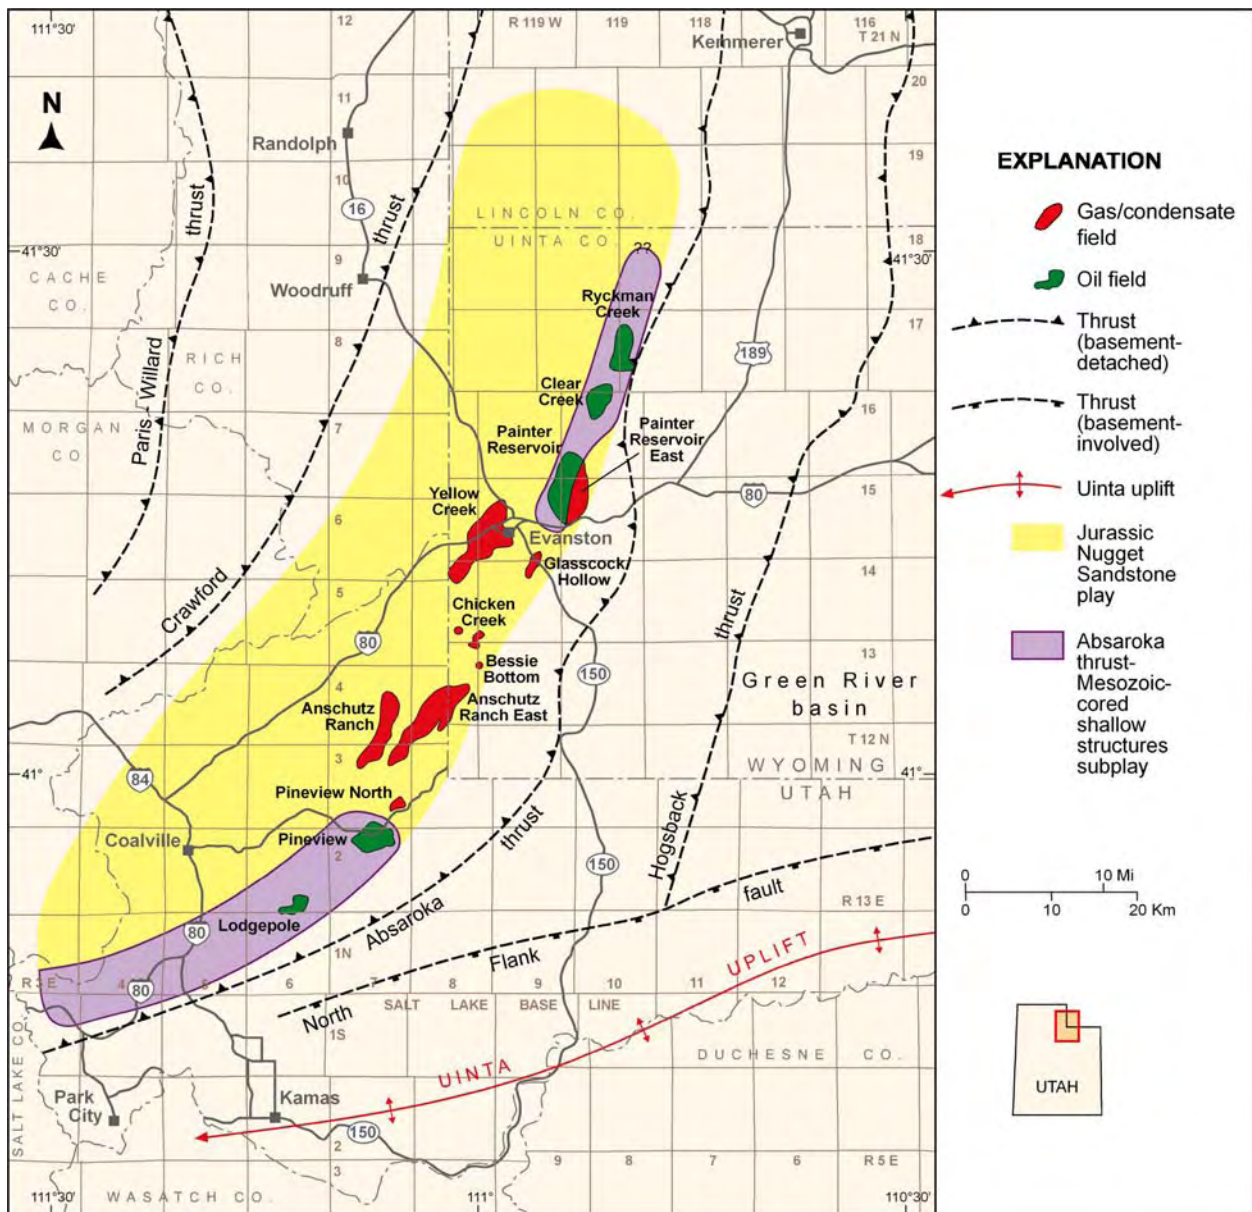 111°30'
12
R 119 W
119
118
116
T 21 N
Kemmerer
20
N
11
Randolph
19
10
thrust
16
thrust
LINCOLN CO.
UINTA CO.
18
41°30'
9
??
41°30'
CACHE
CO.
Woodruff
Ryckman
Creek
17
8
189
RICH
CO.
Clear
Creek
16
Paris - Willard
MORGAN
CO
7
Painter
Reservoir
Painter
Reservoir
East
Yellow
Creek
80
15
6
Evanston
Glasscock
Hollow
14
5
Crawford
Chicken
Creek
thrust
80
13
Bessie
Bottom
150
4
Green River
basin
Anschutz
Ranch
Anschutz
Ranch East
T 12 N
3
WYOMING
41°
41°
84
UTAH
Pineview North
Coalville
Pineview
thrust
2
150
Hogsback
fault
R 13 E
Lodgepole
Absaroka
80
1N
Flank
UPLIFT
R 3 E
4
5
6
7
8
9
10
11
12
80
North
SALT LAKE BASE LINE
1S
SALT LAKE CO.
UINTA
DUCHESNE CO.
Park
City
Kamas
150
2
3
9
8
7
6
R 5 E
111°30'
WASATCH CO.
111°
110°30'
EXPLANATION
Gas/condensate
field
Oil field
Thrust
(basement-
detached)
Thrust
(basement-
involved)
Uinta uplift
Jurassic
Nugget
Sandstone
play
Absaroka
thrust-
Mesozoic-
cored
shallow
structures
subplay
0
10 Mi
0
10
20 Km
UTAH